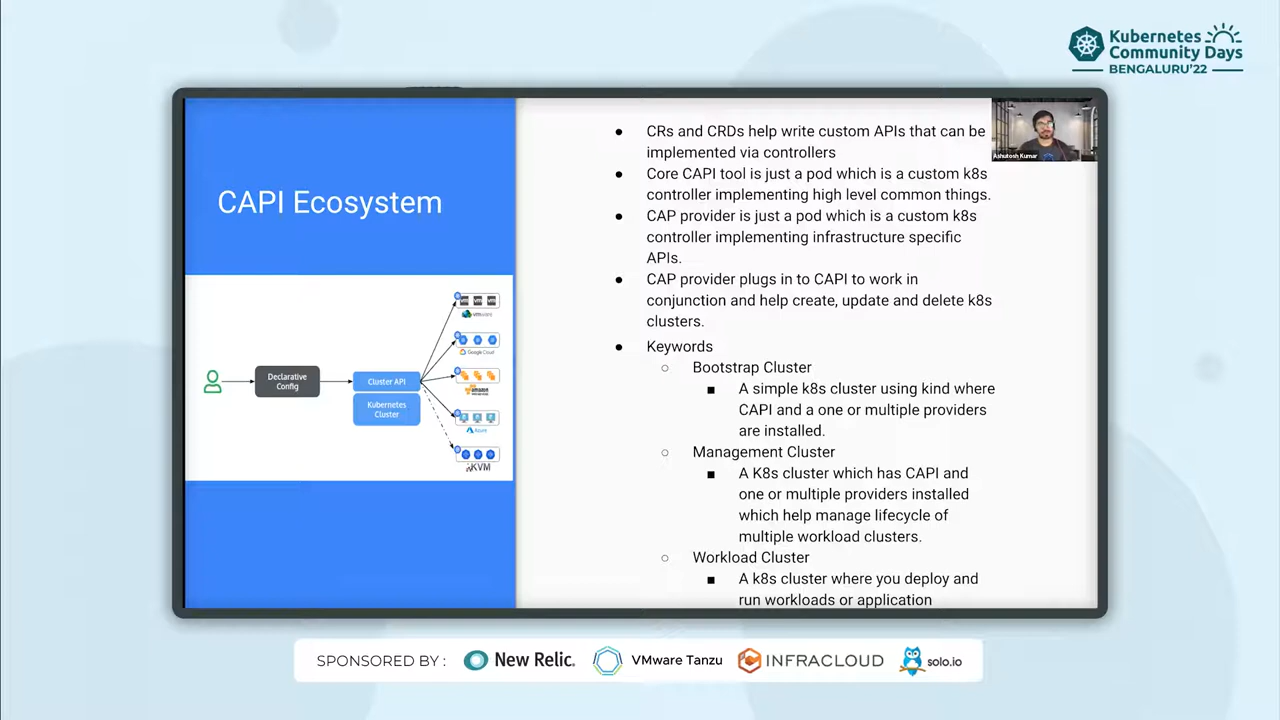 Kubernetes
Community Days
BENGALURU'22
CAPI Ecosystem
Declarative
Config
Cluster API
Kubernetes
Cluster
vmware
Google Cloud
amazon
Azure
KVM
CRs and CRDs help write custom APIs that can be
implemented via controllers
Core CAPI tool is just a pod which is a custom k8s
controller implementing high level common things.
CAP provider is just a pod which is a custom k8s
controller implementing infrastructure specific
APIs.
CAP provider plugs in to CAPI to work in
conjunction and help create, update and delete k8s
clusters.
Keywords
Bootstrap Cluster
A simple k8s cluster using kind where
CAPI and a one or multiple providers
are installed.
Management Cluster
A K8s cluster which has CAPI and
one or multiple providers installed
which help manage lifecycle of
multiple workload clusters.
Workload Cluster
A k8s cluster where you deploy and
run workloads or application
Ashutosh Kumar
SPONSORED BY : New Relic. VMware Tanzu INFRACLOUD solo.io